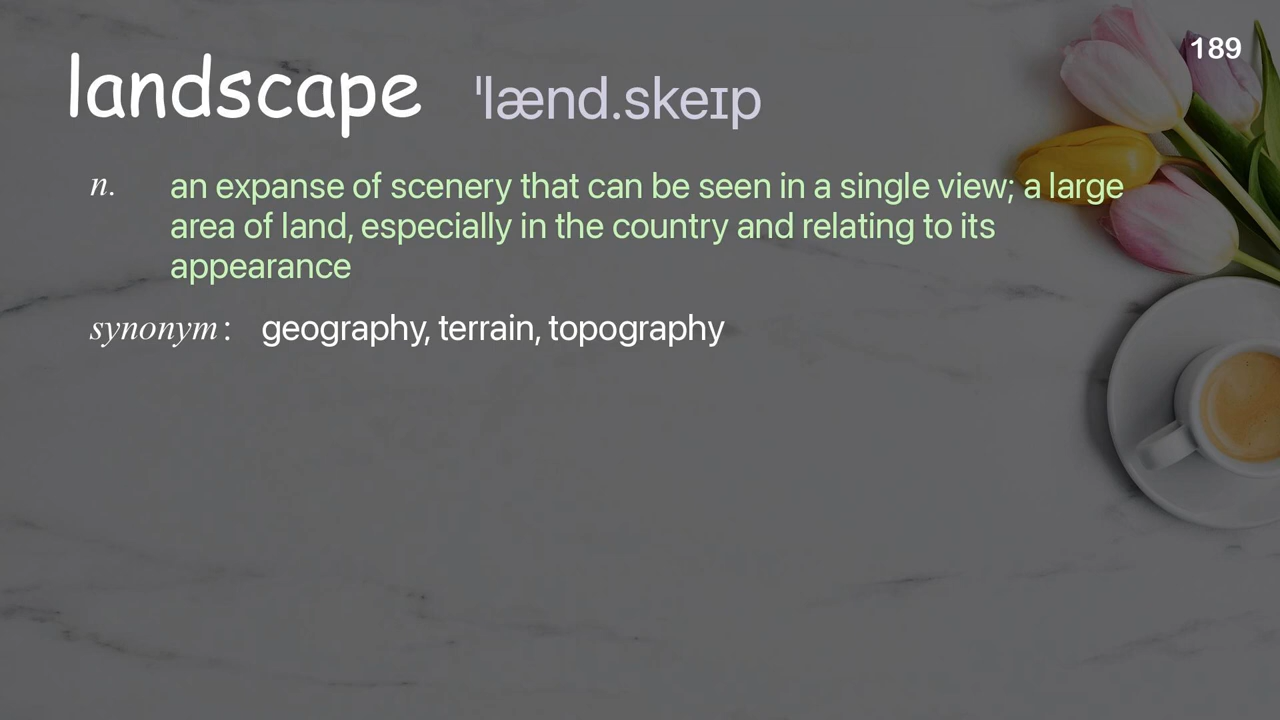 189
landscape ˈlænd.skeɪp
n. an expanse of scenery that can be seen in a single view; a large
area of land, especially in the country and relating to its
appearance
synonym: geography, terrain, topography